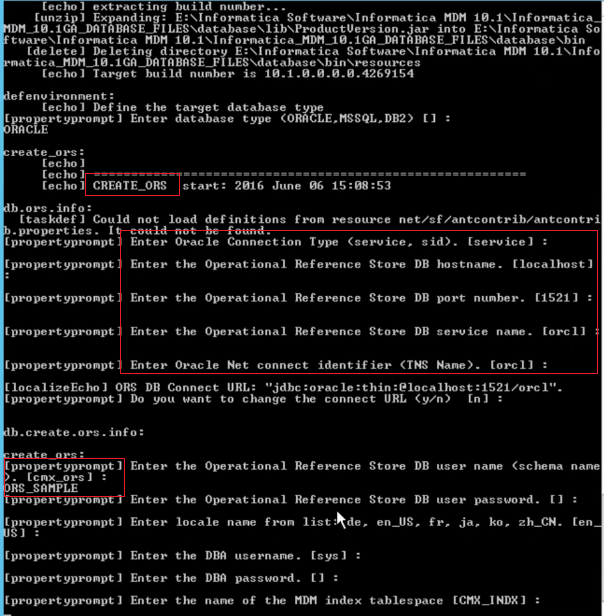 [echo] extracting build number...
[unzip] Expanding: E:\Informatica Software\Informatica MDM 10.1\Informatica_
MDM_10.1GA_DATABASE_FILES\database\lib\ProductVersion.jar into E:\Informatica So
ftware\Informatica MDM 10.1\Informatica_MDM_10.1GA_DATABASE_FILES\database\bin
[delete] Deleting directory E:\Informatica Software\Informatica MDM 10.1\Info
rmatica_MDM_10.1GA_DATABASE_FILES\database\bin\resources
[echo] Target build number is 10.1.0.0.0.4269154
defenvironment:
[echo] Define the target database type
[propertyprompt] Enter database type (ORACLE,MSSQL,DB2) [] :
ORACLE
create_ors:
[echo]
[echo] =======================================================
[echo] CREATE_ORS start: 2016 June 06 15:08:53
db.ors.info:
[taskdef] Could not load definitions from resource net/sf/antcontrib/antcontri
b.properties. It could not be found.
[propertyprompt] Enter Oracle Connection Type (service, sid). [service] :
[propertyprompt] Enter the Operational Reference Store DB hostname. [localhost]
:
[propertyprompt] Enter the Operational Reference Store DB port number. [1521] :
[propertyprompt] Enter the Operational Reference Store DB service name. [orcl] :
[propertyprompt] Enter Oracle Net connect identifier (TNS Name). [orcl] :
[localizeEcho] ORS DB Connect URL: "jdbc:oracle:thin:@localhost:1521/orcl".
[propertyprompt] Do you want to change the connect URL (y/n)  [n] :
db.create.ors.info:
create_ors:
[propertyprompt] Enter the Operational Reference Store DB user name (schema name
). [cmx_ors] :
ORS_SAMPLE
[propertyprompt] Enter the Operational Reference Store DB user password. [] :
[propertyprompt] Enter locale name from list: de, en_US, fr, ja, ko, zh_CN. [en_
US] :
[propertyprompt] Enter the DBA username. [sys] :
[propertyprompt] Enter the DBA password. [] :
[propertyprompt] Enter the name of the MDM index tablespace [CMX_INDX] :